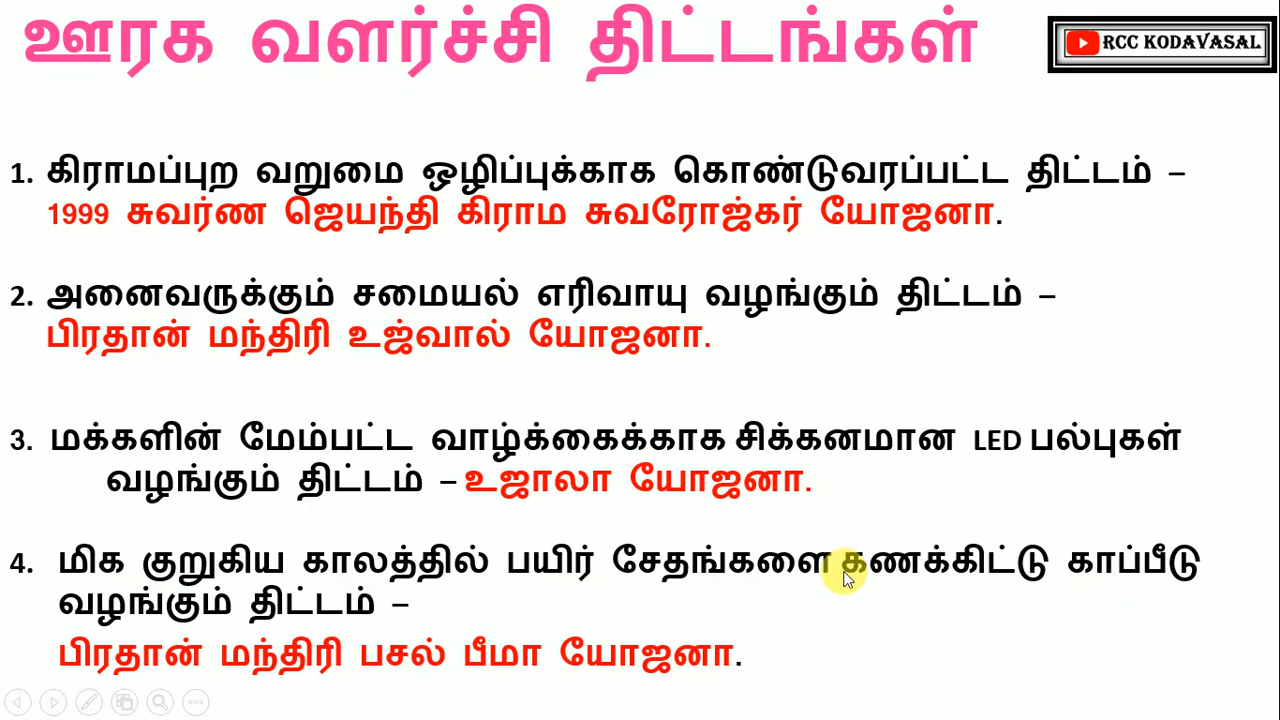 ஊரக வளர்ச்சி திட்டங்கள்
RCC KODAVASAL
1. கிராமப்புற வறுமை ஒழிப்புக்காக கொண்டுவரப்பட்ட திட்டம் –
1999 சுவர்ண ஜெயந்தி கிராம சுவரோஜ்கர் யோஜனா.
2. அனைவருக்கும் சமையல் எரிவாயு வழங்கும் திட்டம் –
பிரதான் மந்திரி உஜ்வால் யோஜனா.
3. மக்களின் மேம்பட்ட வாழ்க்கைக்காக சிக்கனமான LED பல்புகள்
வழங்கும் திட்டம் – உஜாலா யோஜனா.
4. மிக குறுகிய காலத்தில் பயிர் சேதங்களை கணக்கிட்டு காப்பீடு
வழங்கும் திட்டம் –
பிரதான் மந்திரி பசல் பீமா யோஜனா.